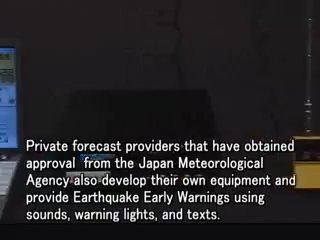 Private forecast providers that have obtained
approval from the Japan Meteorological
Agency also develop their own equipment and
provide Earthquake Early Warnings using
sounds, warning lights, and texts.